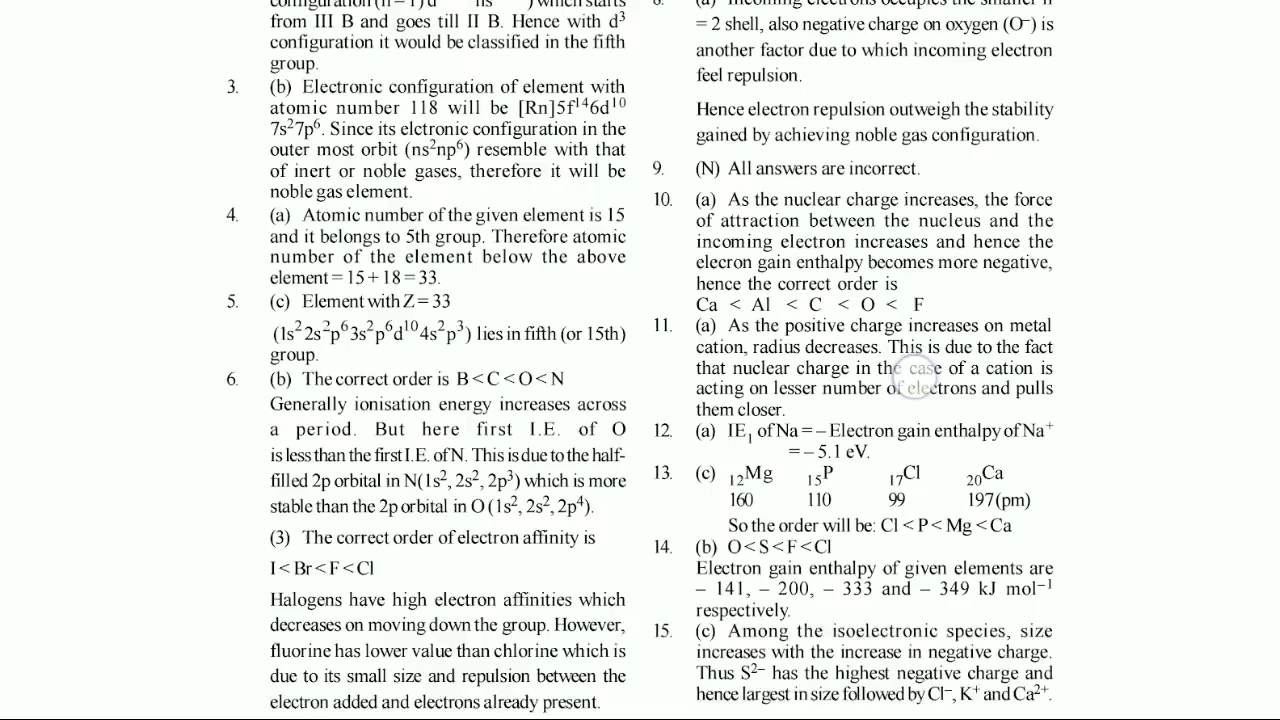 configuration (n – 1) d ns ) which starts
from III B and goes till II B. Hence with d³
configuration it would be classified in the fifth
group.
3. (b) Electronic configuration of element with
atomic number 118 will be [Rn]5f¹⁴6d¹⁰
7s²7p⁶. Since its elctronic configuration in the
outer most orbit (ns²np⁶) resemble with that
of inert or noble gases, therefore it will be
noble gas element.
4. (a) Atomic number of the given element is 15
and it belongs to 5th group. Therefore atomic
number of the element below the above
element = 15 + 18 = 33.
5. (c) Element with Z = 33
(1s² 2s²p⁶3s²p⁶d¹⁰4s²p³) lies in fifth (or 15th)
group.
6. (b) The correct order is B < C < O < N
Generally ionisation energy increases across
a period. But here first I.E. of O
is less than the first I.E. of N. This is due to the half-
filled 2p orbital in N(1s², 2s², 2p³) which is more
stable than the 2p orbital in O (1s², 2s², 2p⁴).
(3) The correct order of electron affinity is
I < Br < F < Cl
Halogens have high electron affinities which
decreases on moving down the group. However,
fluorine has lower value than chlorine which is
due to its small size and repulsion between the
electron added and electrons already present.
8. (a) Incoming electrons occupies the smaller n
= 2 shell, also negative charge on oxygen (O⁻) is
another factor due to which incoming electron
feel repulsion.
Hence electron repulsion outweigh the stability
gained by achieving noble gas configuration.
9. (N) All answers are incorrect.
10. (a) As the nuclear charge increases, the force
of attraction between the nucleus and the
incoming electron increases and hence the
elecron gain enthalpy becomes more negative,
hence the correct order is
Ca < Al < C < O < F
11. (a) As the positive charge increases on metal
cation, radius decreases. This is due to the fact
that nuclear charge in the case of a cation is
acting on lesser number of electrons and pulls
them closer.
12. (a) IE₁ of Na = – Electron gain enthalpy of Na⁺
= – 5.1 eV.
13. (c) ₁₂Mg ₁₅P ₁₇Cl ₂₀Ca
160 110 99 197 (pm)
So the order will be: Cl < P < Mg < Ca
14. (b) O < S < F < Cl
Electron gain enthalpy of given elements are
– 141, – 200, – 333 and – 349 kJ mol⁻¹
respectively.
15. (c) Among the isoelectronic species, size
increases with the increase in negative charge.
Thus S²⁻ has the highest negative charge and
hence largest in size followed by Cl⁻, K⁺ and Ca²⁺.